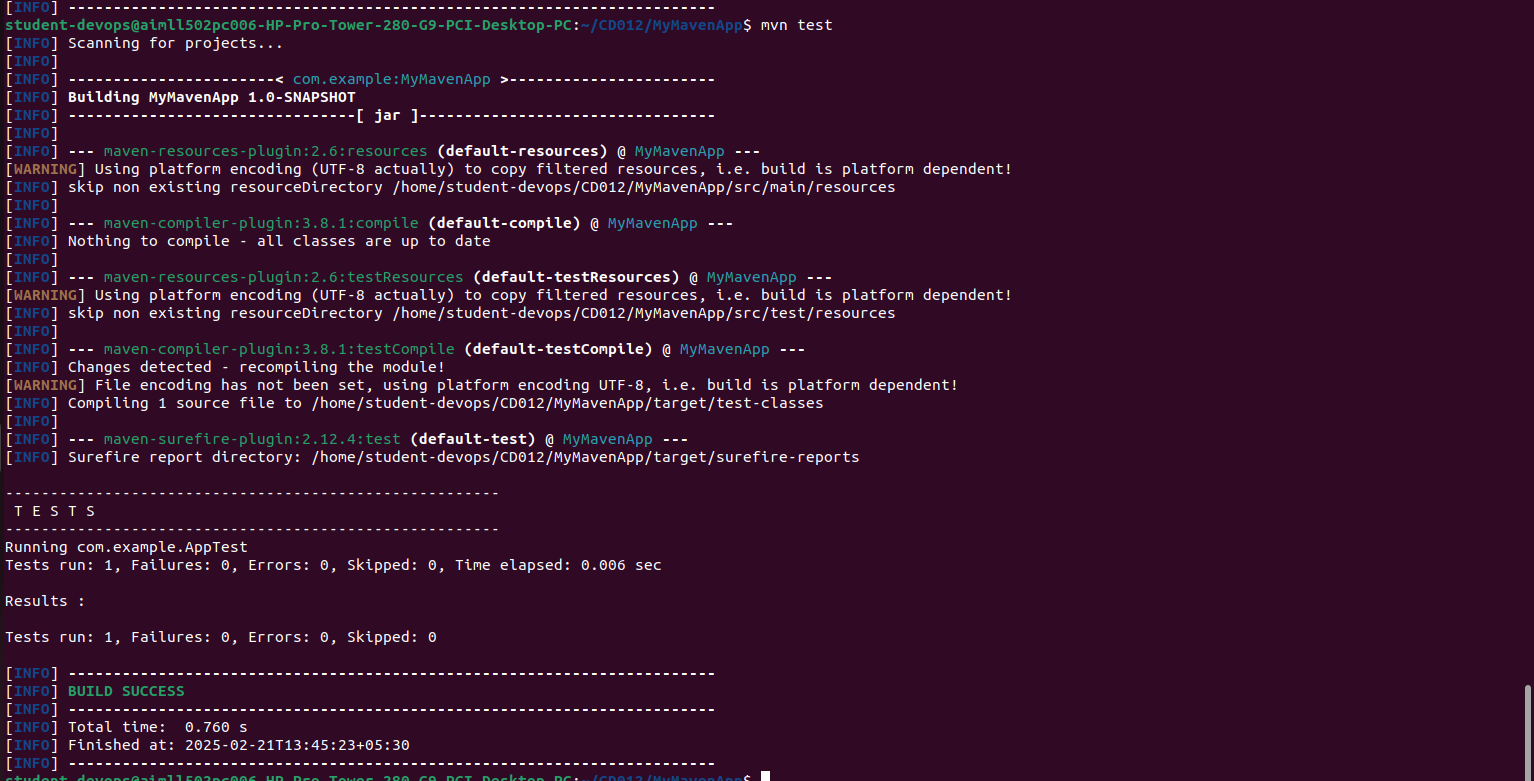 [INFO] ------------------------------------------------------------------------
student-devops@aimll502pc006-HP-Pro-Tower-280-G9-PCI-Desktop-PC:~/CD012/MyMavenApp$ mvn test
[INFO] Scanning for projects...
[INFO]
[INFO] -----------------------< com.example:MyMavenApp >-----------------------
[INFO] Building MyMavenApp 1.0-SNAPSHOT
[INFO] --------------------------------[ jar ]---------------------------------
[INFO]
[INFO] --- maven-resources-plugin:2.6:resources (default-resources) @ MyMavenApp ---
[WARNING] Using platform encoding (UTF-8 actually) to copy filtered resources, i.e. build is platform dependent!
[INFO] skip non existing resourceDirectory /home/student-devops/CD012/MyMavenApp/src/main/resources
[INFO]
[INFO] --- maven-compiler-plugin:3.8.1:compile (default-compile) @ MyMavenApp ---
[INFO] Nothing to compile - all classes are up to date
[INFO]
[INFO] --- maven-resources-plugin:2.6:testResources (default-testResources) @ MyMavenApp ---
[WARNING] Using platform encoding (UTF-8 actually) to copy filtered resources, i.e. build is platform dependent!
[INFO] skip non existing resourceDirectory /home/student-devops/CD012/MyMavenApp/src/test/resources
[INFO]
[INFO] --- maven-compiler-plugin:3.8.1:testCompile (default-testCompile) @ MyMavenApp ---
[INFO] Changes detected - recompiling the module!
[WARNING] File encoding has not been set, using platform encoding UTF-8, i.e. build is platform dependent!
[INFO] Compiling 1 source file to /home/student-devops/CD012/MyMavenApp/target/test-classes
[INFO]
[INFO] --- maven-surefire-plugin:2.12.4:test (default-test) @ MyMavenApp ---
[INFO] Surefire report directory: /home/student-devops/CD012/MyMavenApp/target/surefire-reports
-------------------------------------------------------
T E S T S
-------------------------------------------------------
Running com.example.AppTest
Tests run: 1, Failures: 0, Errors: 0, Skipped: 0, Time elapsed: 0.006 sec
Results :
Tests run: 1, Failures: 0, Errors: 0, Skipped: 0
[INFO] ------------------------------------------------------------------------
[INFO] BUILD SUCCESS
[INFO] ------------------------------------------------------------------------
[INFO] Total time:  0.760 s
[INFO] Finished at: 2025-02-21T13:45:23+05:30
[INFO] ------------------------------------------------------------------------
student-devops@aimll502pc006-HP-Pro-Tower-280-G9-PCI-Desktop-PC:~/CD012/MyMavenApp$